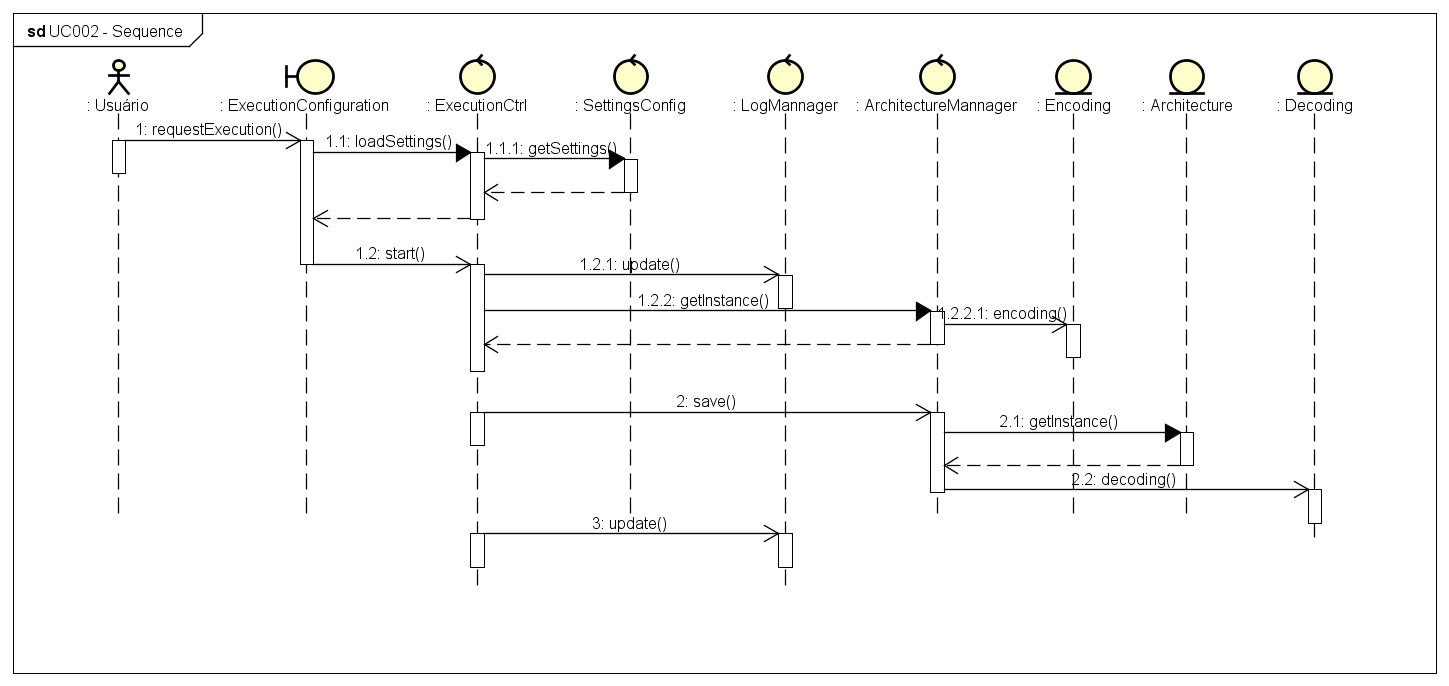 sd UC002 - Sequence
: Usuário
: ExecutionConfiguration
: ExecutionCtrl
: SettingsConfig
: LogMannager
: ArchitectureMannager
: Encoding
: Architecture
: Decoding
1: requestExecution()
1.1: loadSettings()
1.1.1: getSettings()
1.2: start()
1.2.1: update()
1.2.2: getInstance()
1.2.2.1: encoding()
2: save()
2.1: getInstance()
2.2: decoding()
3: update()